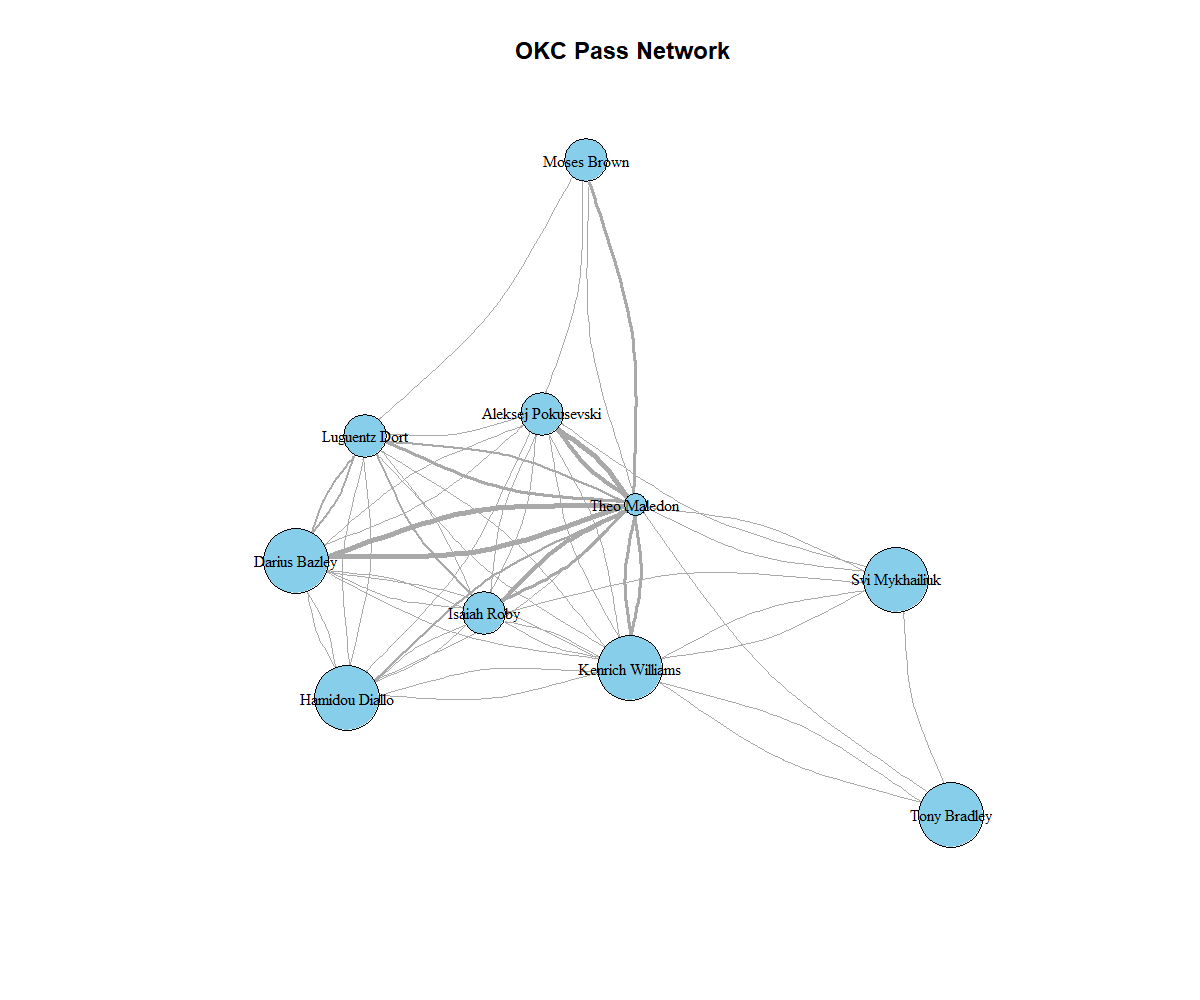 OKC Pass Network
Moses Brown
Aleksej Pokusevski
Luguentz Dort
Theo Maledon
Darius Bazley
Svi Mykhailiuk
Isaiah Roby
Kenrich Williams
Hamidou Diallo
Tony Bradley